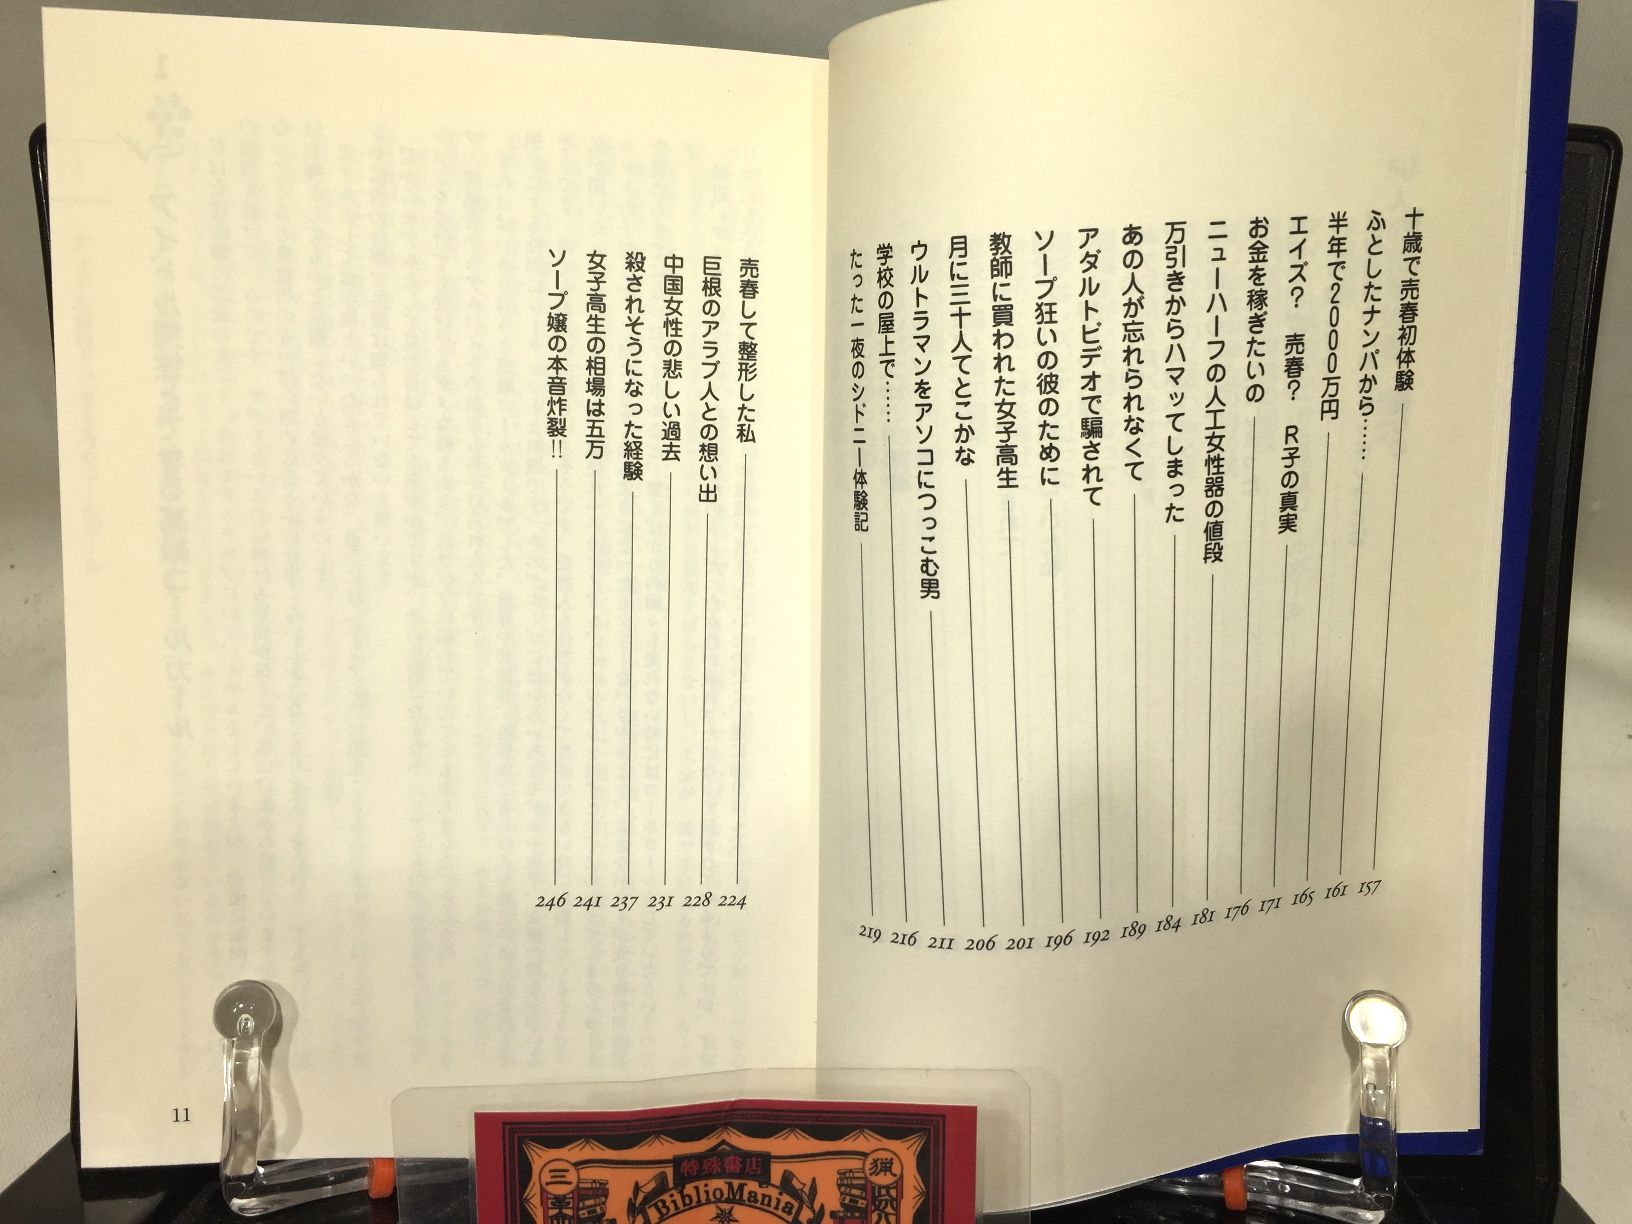 十歳で売春初体験 157
ふとしたナンパから…… 161
半年で2000万円 165
エイズ？　売春？　R子の真実 171
お金を稼ぎたいの 176
ニューハーフの人工女性器の値段 181
万引きからハマッてしまった 184
あの人が忘れられなくて 189
アダルトビデオで騙されて 192
ソープ狂いの彼のために 196
教師に買われた女子高生 201
月に三十人てとこかな 206
ウルトラマンをアソコにつっこむ男 211
学校の屋上で…… 216
たった一夜のシドニー体験記 219
売春して整形した私 224
巨根のアラブ人との想い出 228
中国女性の悲しい過去 231
殺されそうになった経験 237
女子高生の相場は五万 241
ソープ嬢の本音炸裂!! 246
11
特殊書店
BiblioMania
三
猟